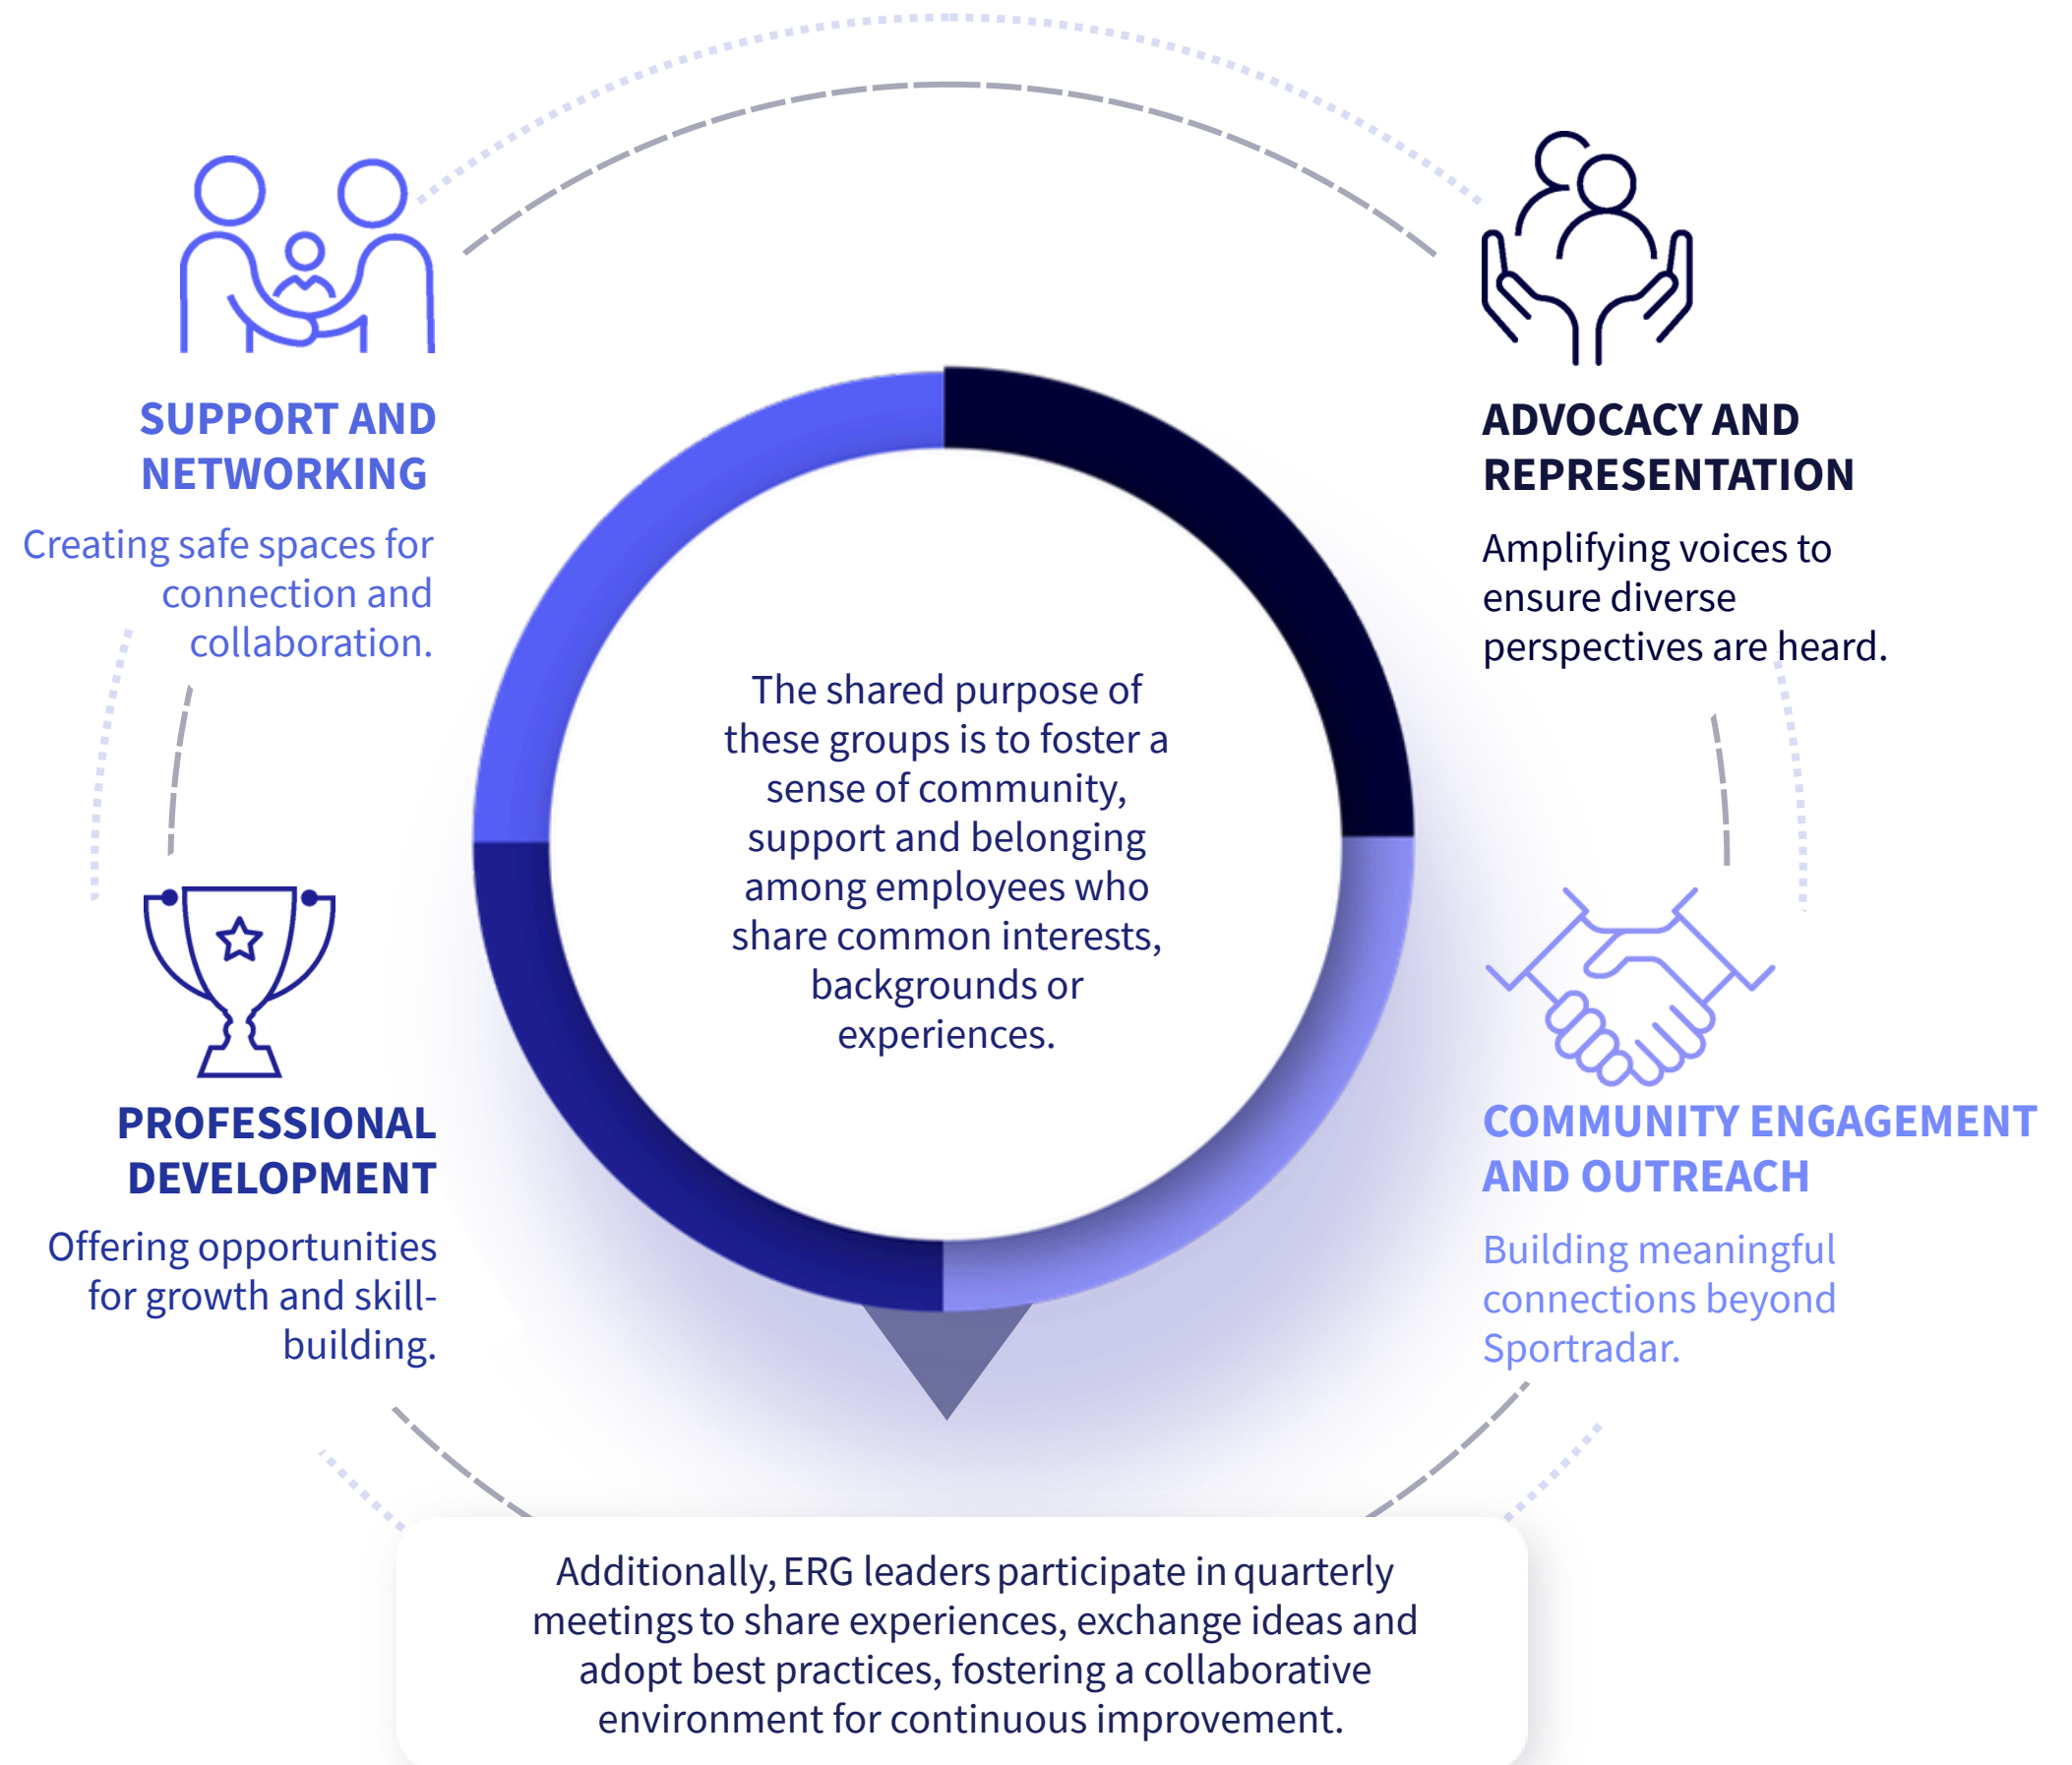 SUPPORT AND
NETWORKING
Creating safe spaces for
connection and
collaboration.
ADVOCACY AND
REPRESENTATION
Amplifying voices to
ensure diverse
perspectives are heard.
The shared purpose of
these groups is to foster a
sense of community,
support and belonging
among employees who
share common interests,
backgrounds or
experiences.
PROFESSIONAL
DEVELOPMENT
Offering opportunities
for growth and skill-
building.
COMMUNITY ENGAGEMENT
AND OUTREACH
Building meaningful
connections beyond
Sportradar.
Additionally, ERG leaders participate in quarterly
meetings to share experiences, exchange ideas and
adopt best practices, fostering a collaborative
environment for continuous improvement.